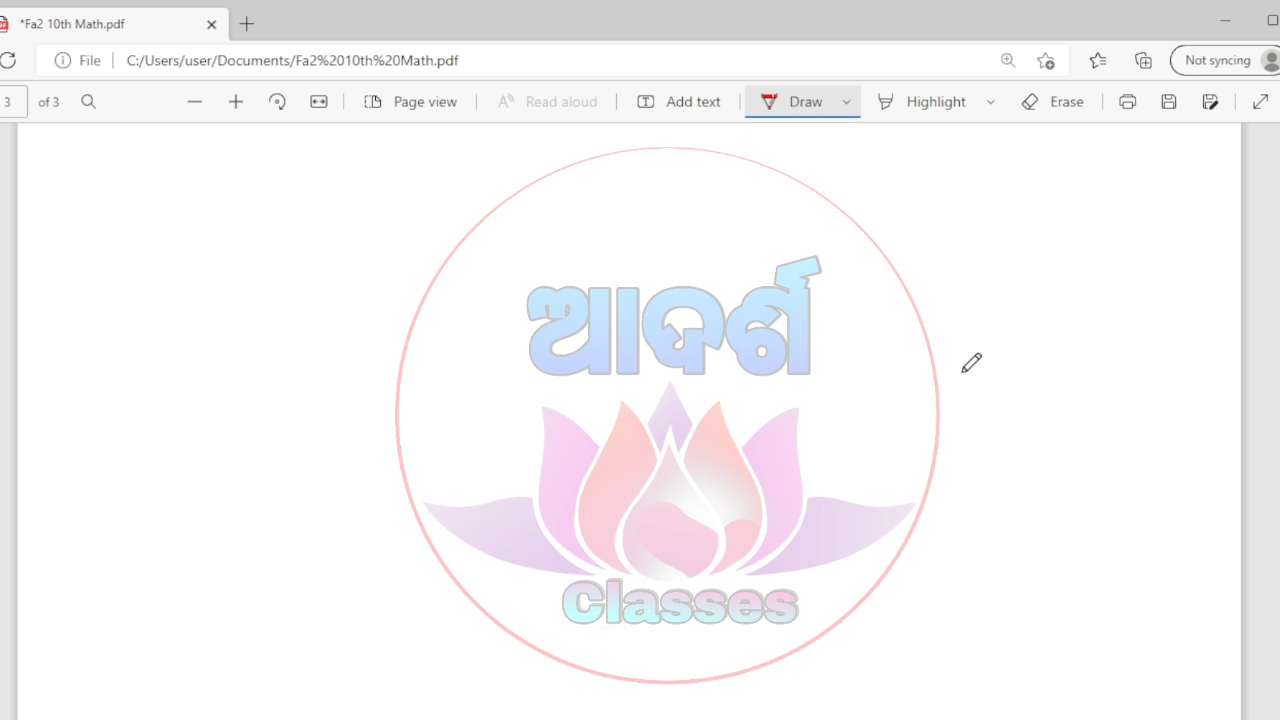 *Fa2 10th Math.pdf
File C:/Users/user/Documents/Fa2%2010th%20Math.pdf Not syncing
3 of 3 Page view Read aloud Add text Draw Highlight Erase
ଆଦର୍ଶ
Classes